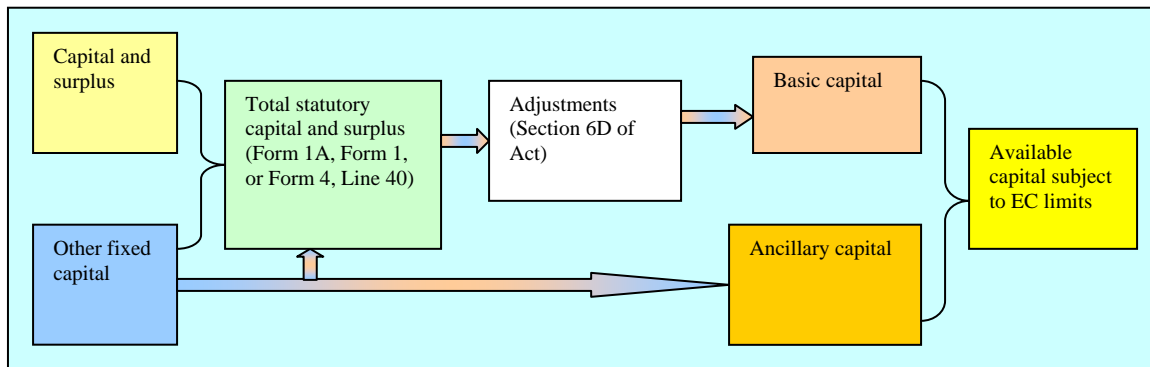 Capital and
surplus
Other fixed
capital
Total statutory
capital and surplus
(Form 1A, Form 1,
or Form 4, Line 40)
Adjustments
(Section 6D of
Act)
Basic capital
Ancillary capital
Available
capital subject
to EC limits